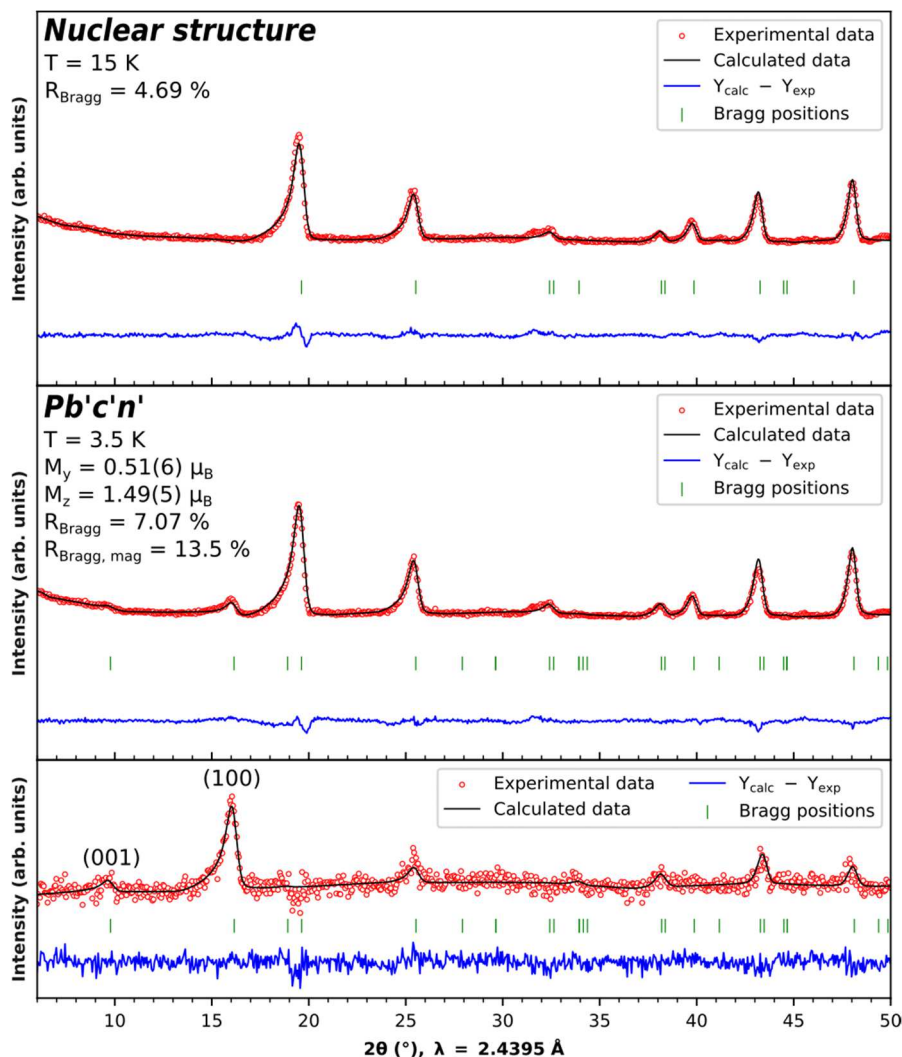 Nuclear structure
T = 15 K
R_Bragg = 4.69 %
Experimental data
Calculated data
Y_calc − Y_exp
Bragg positions
Intensity (arb. units)
Pb'c'n'
T = 3.5 K
M_y = 0.51(6) μ_B
M_z = 1.49(5) μ_B
R_Bragg = 7.07 %
R_Bragg, mag = 13.5 %
Experimental data
Calculated data
Y_calc − Y_exp
Bragg positions
Intensity (arb. units)
(001)
(100)
Experimental data
Calculated data
Y_calc − Y_exp
Bragg positions
Intensity (arb. units)
10 15 20 25 30 35 40 45 50
2θ (°), λ = 2.4395 Å